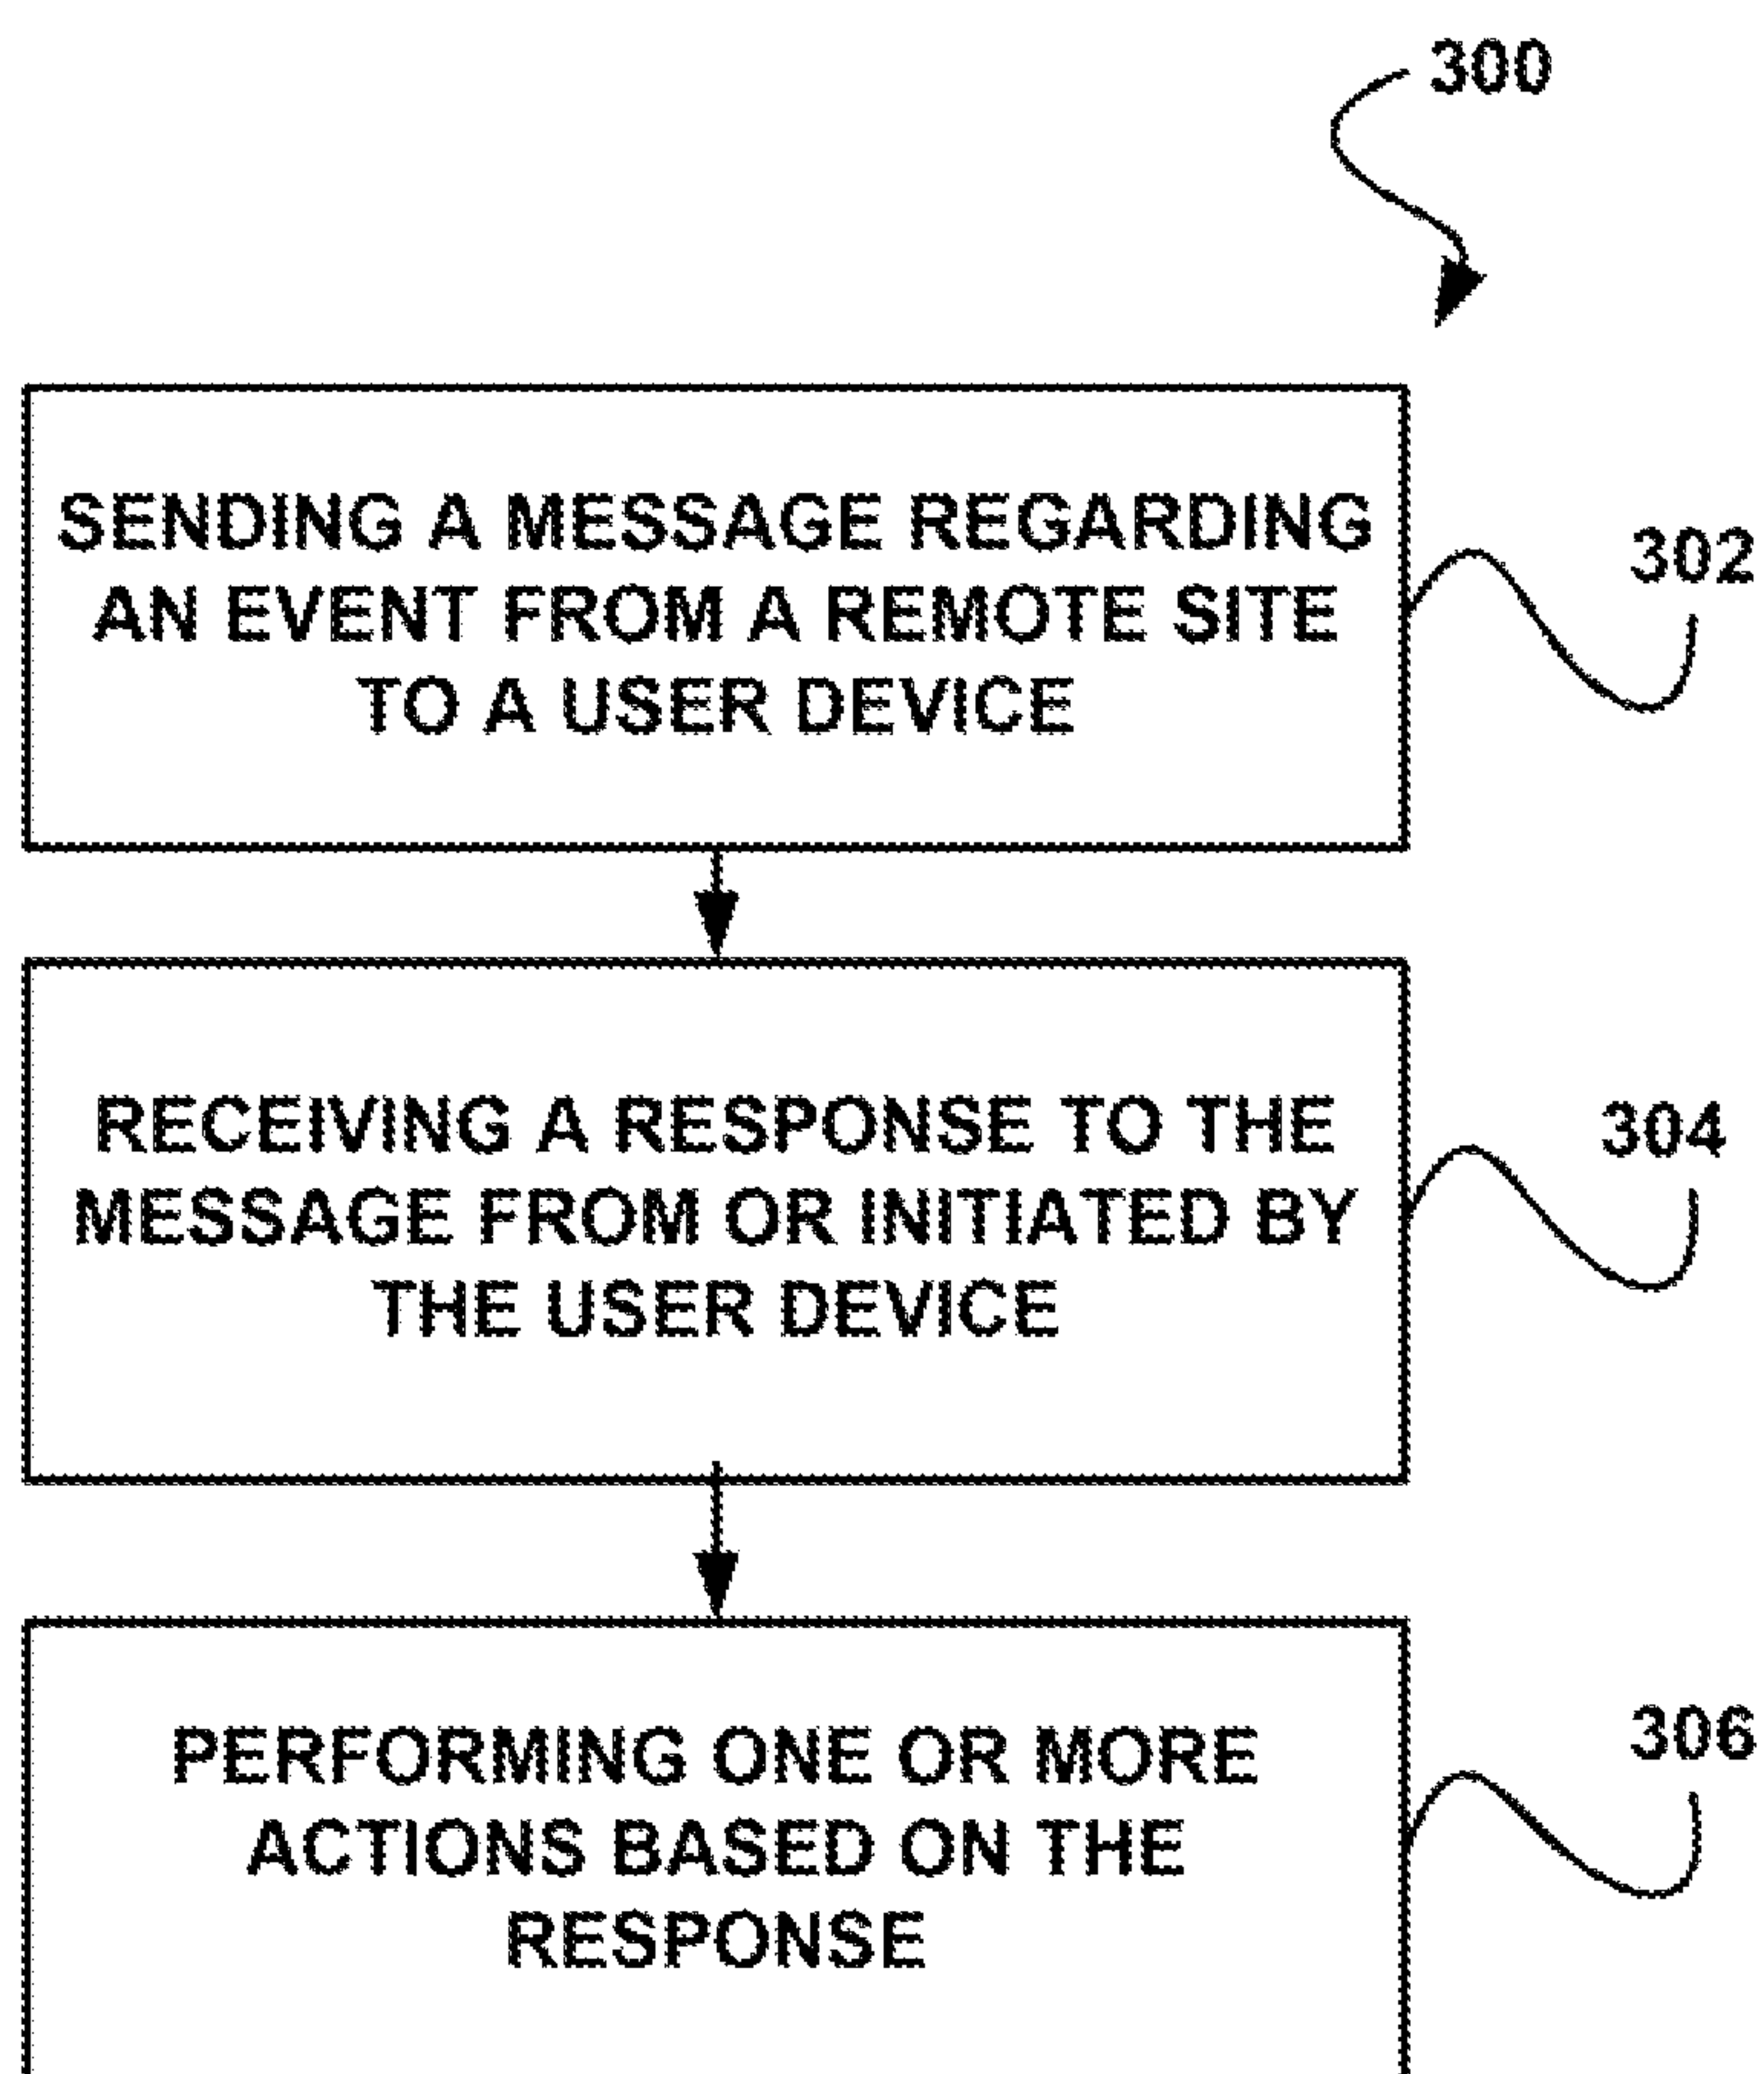 300
SENDING A MESSAGE REGARDING
AN EVENT FROM A REMOTE SITE
TO A USER DEVICE
302
RECEIVING A RESPONSE TO THE
MESSAGE FROM OR INITIATED BY
THE USER DEVICE
304
PERFORMING ONE OR MORE
ACTIONS BASED ON THE
RESPONSE
306